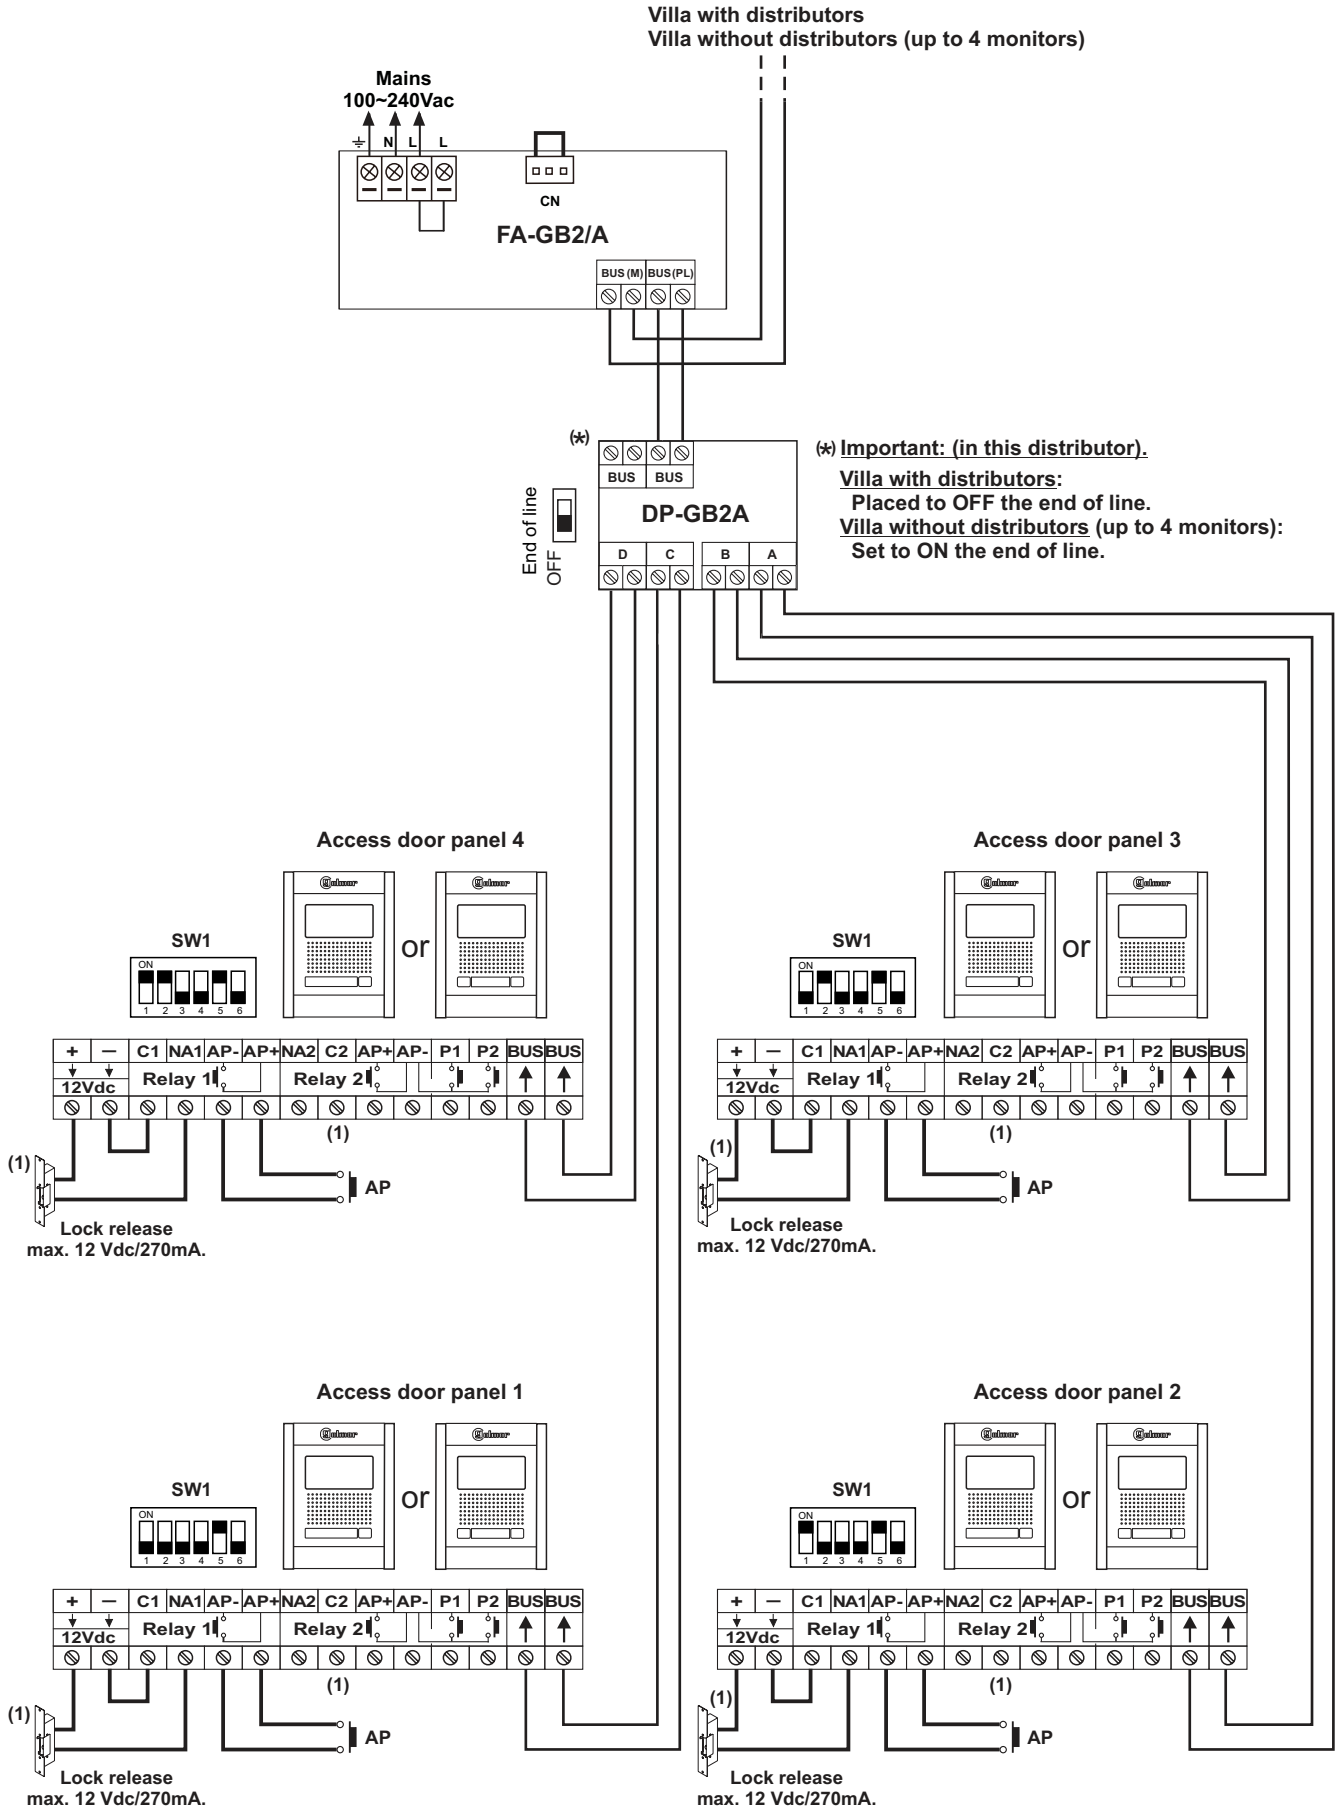 Villa with distributors
Villa without distributors (up to 4 monitors)
Mains
100~240Vac
N L L
CN
FA-GB2/A
BUS (M) BUS (PL)
(*)
BUS BUS
DP-GB2A
D C B A
End of line
OFF
(*) Important: (in this distributor).
Villa with distributors:
Placed to OFF the end of line.
Villa without distributors (up to 4 monitors):
Set to ON the end of line.
Access door panel 4
Golmar Golmar
or
SW1
ON
1 2 3 4 5 6
+ — C1 NA1 AP- AP+ NA2 C2 AP+ AP- P1 P2 BUS BUS
12Vdc
Relay 1
Relay 2
(1)
(1)
AP
Lock release
max. 12 Vdc/270mA.
Access door panel 3
Golmar Golmar
or
SW1
ON
1 2 3 4 5 6
+ — C1 NA1 AP- AP+ NA2 C2 AP+ AP- P1 P2 BUS BUS
12Vdc
Relay 1
Relay 2
(1)
(1)
AP
Lock release
max. 12 Vdc/270mA.
Access door panel 1
Golmar Golmar
or
SW1
ON
1 2 3 4 5 6
+ — C1 NA1 AP- AP+ NA2 C2 AP+ AP- P1 P2 BUS BUS
12Vdc
Relay 1
Relay 2
(1)
(1)
AP
Lock release
max. 12 Vdc/270mA.
Access door panel 2
Golmar Golmar
or
SW1
ON
1 2 3 4 5 6
+ — C1 NA1 AP- AP+ NA2 C2 AP+ AP- P1 P2 BUS BUS
12Vdc
Relay 1
Relay 2
(1)
(1)
AP
Lock release
max. 12 Vdc/270mA.